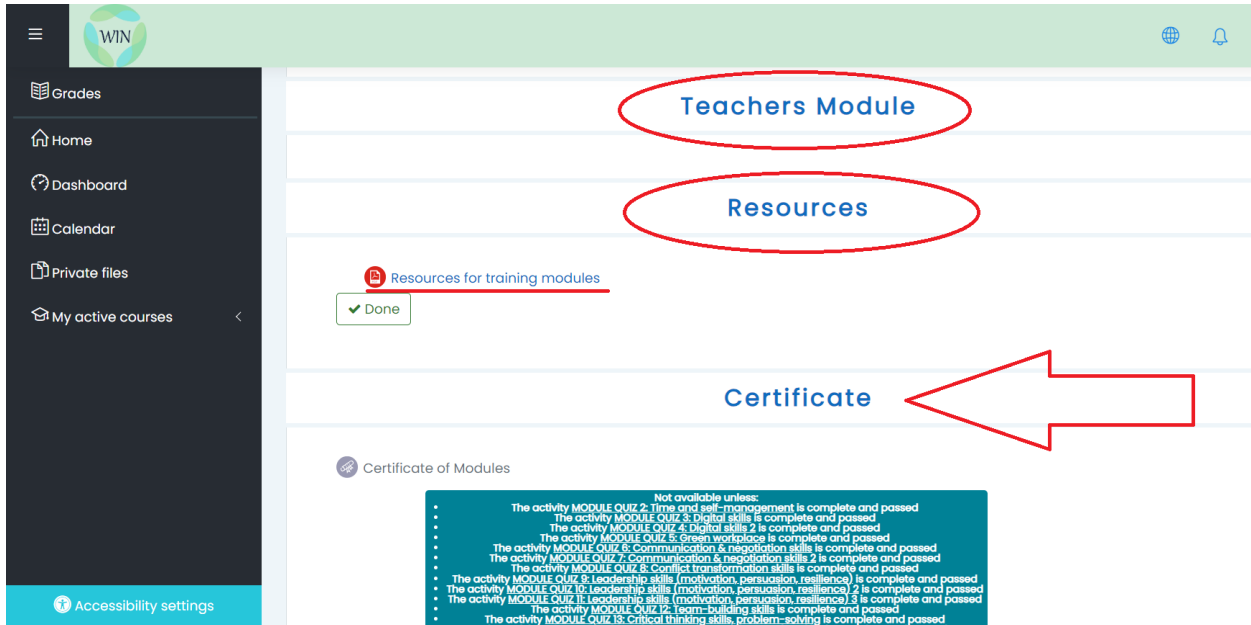 WIN
Grades
Home
Dashboard
Calendar
Private files
My active courses
Accessibility settings
Teachers Module
Resources
Resources for training modules
Done
Certificate
Certificate of Modules
Not available unless:
The activity MODULE QUIZ 2: Time and self-management is complete and passed
The activity MODULE QUIZ 3: Digital skills is complete and passed
The activity MODULE QUIZ 4: Digital skills 2 is complete and passed
The activity MODULE QUIZ 5: Green workplace is complete and passed
The activity MODULE QUIZ 6: Communication & negotiation skills is complete and passed
The activity MODULE QUIZ 7: Communication & negotiation skills 2 is complete and passed
The activity MODULE QUIZ 8: Conflict transformation skills is complete and passed
The activity MODULE QUIZ 9: Leadership skills (motivation, persuasion, resilience) is complete and passed
The activity MODULE QUIZ 10: Leadership skills (motivation, persuasion, resilience) 2 is complete and passed
The activity MODULE QUIZ 11: Leadership skills (motivation, persuasion, resilience) 3 is complete and passed
The activity MODULE QUIZ 12: Team-building skills is complete and passed
The activity MODULE QUIZ 13: Critical thinking skills, problem-solving is complete and passed